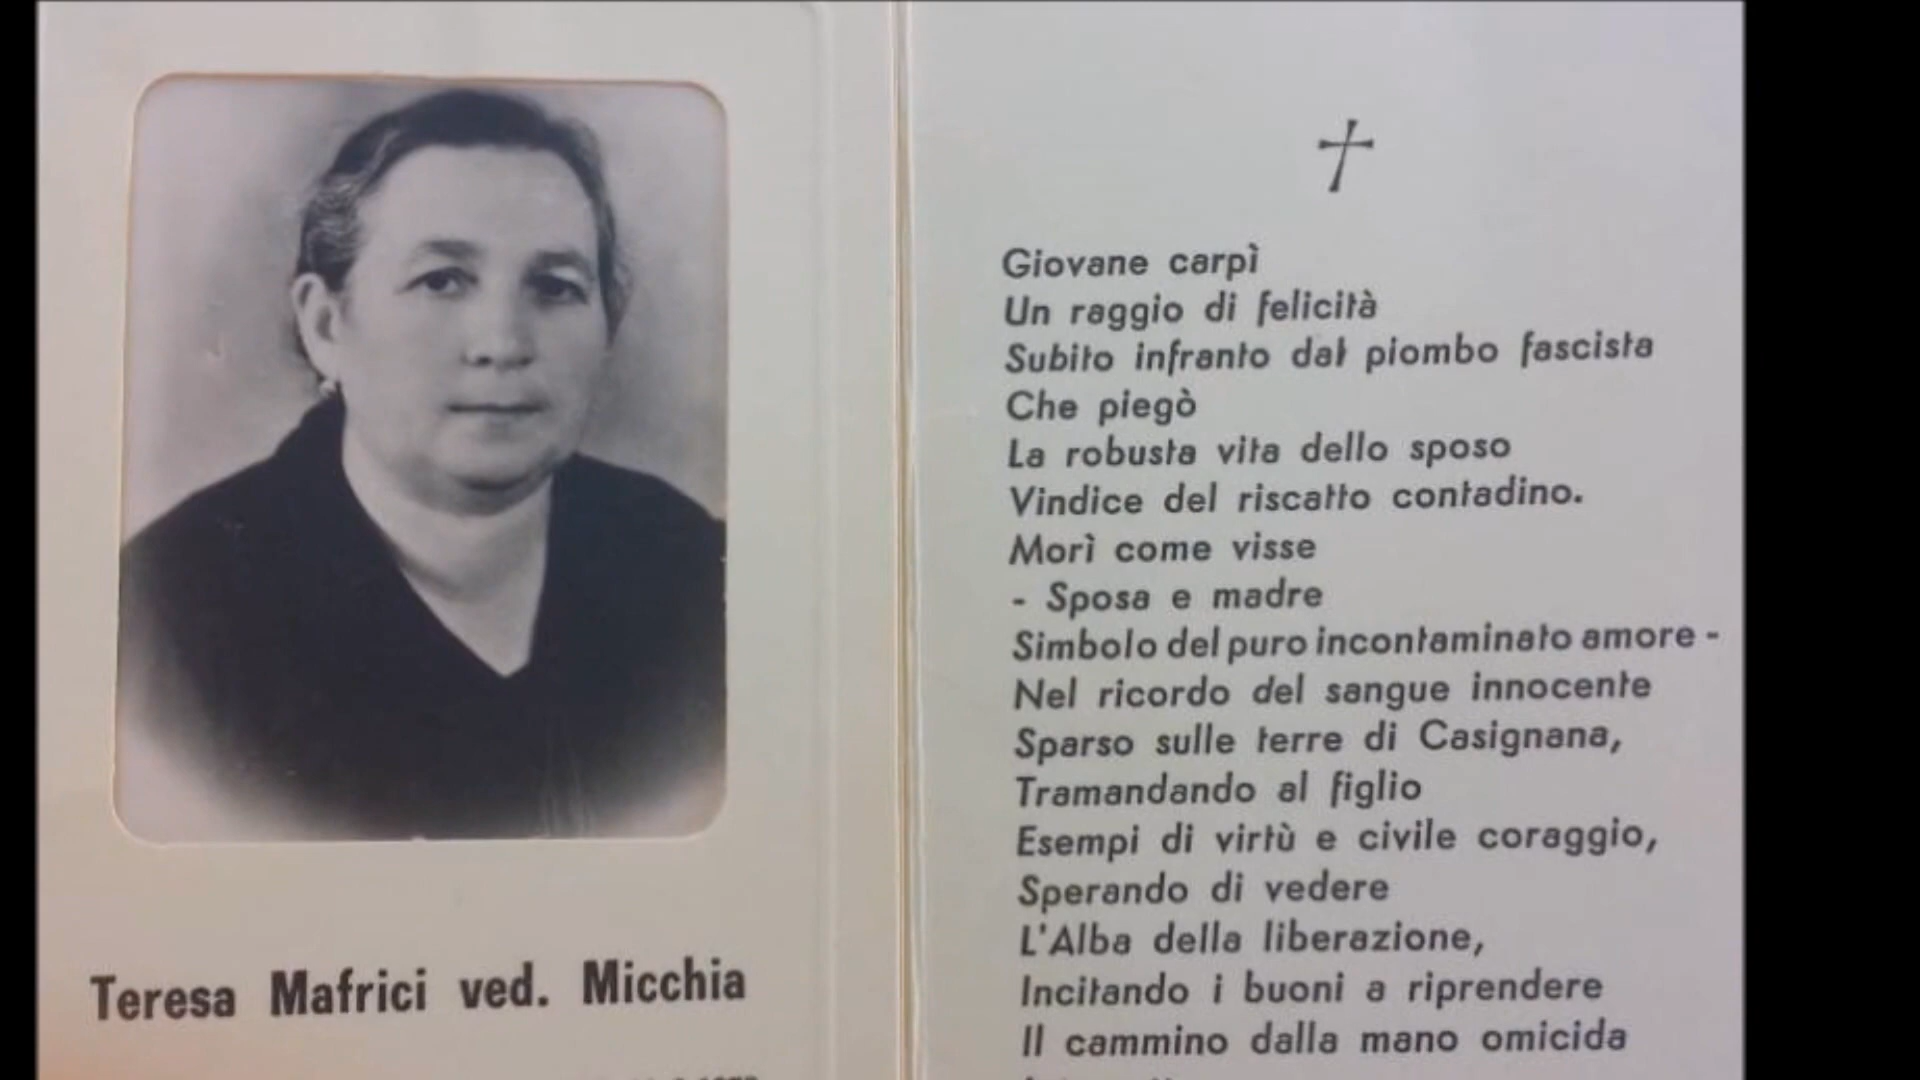 Teresa Mafrici ved. Micchia
Giovane carpì
Un raggio di felicità
Subito infranto dal piombo fascista
Che piegò
La robusta vita dello sposo
Vindice del riscatto contadino.
Morì come visse
- Sposa e madre
Simbolo del puro incontaminato amore -
Nel ricordo del sangue innocente
Sparso sulle terre di Casignana,
Tramandando al figlio
Esempi di virtù e civile coraggio,
Sperando di vedere
L'Alba della liberazione,
Incitando i buoni a riprendere
Il cammino dalla mano omicida